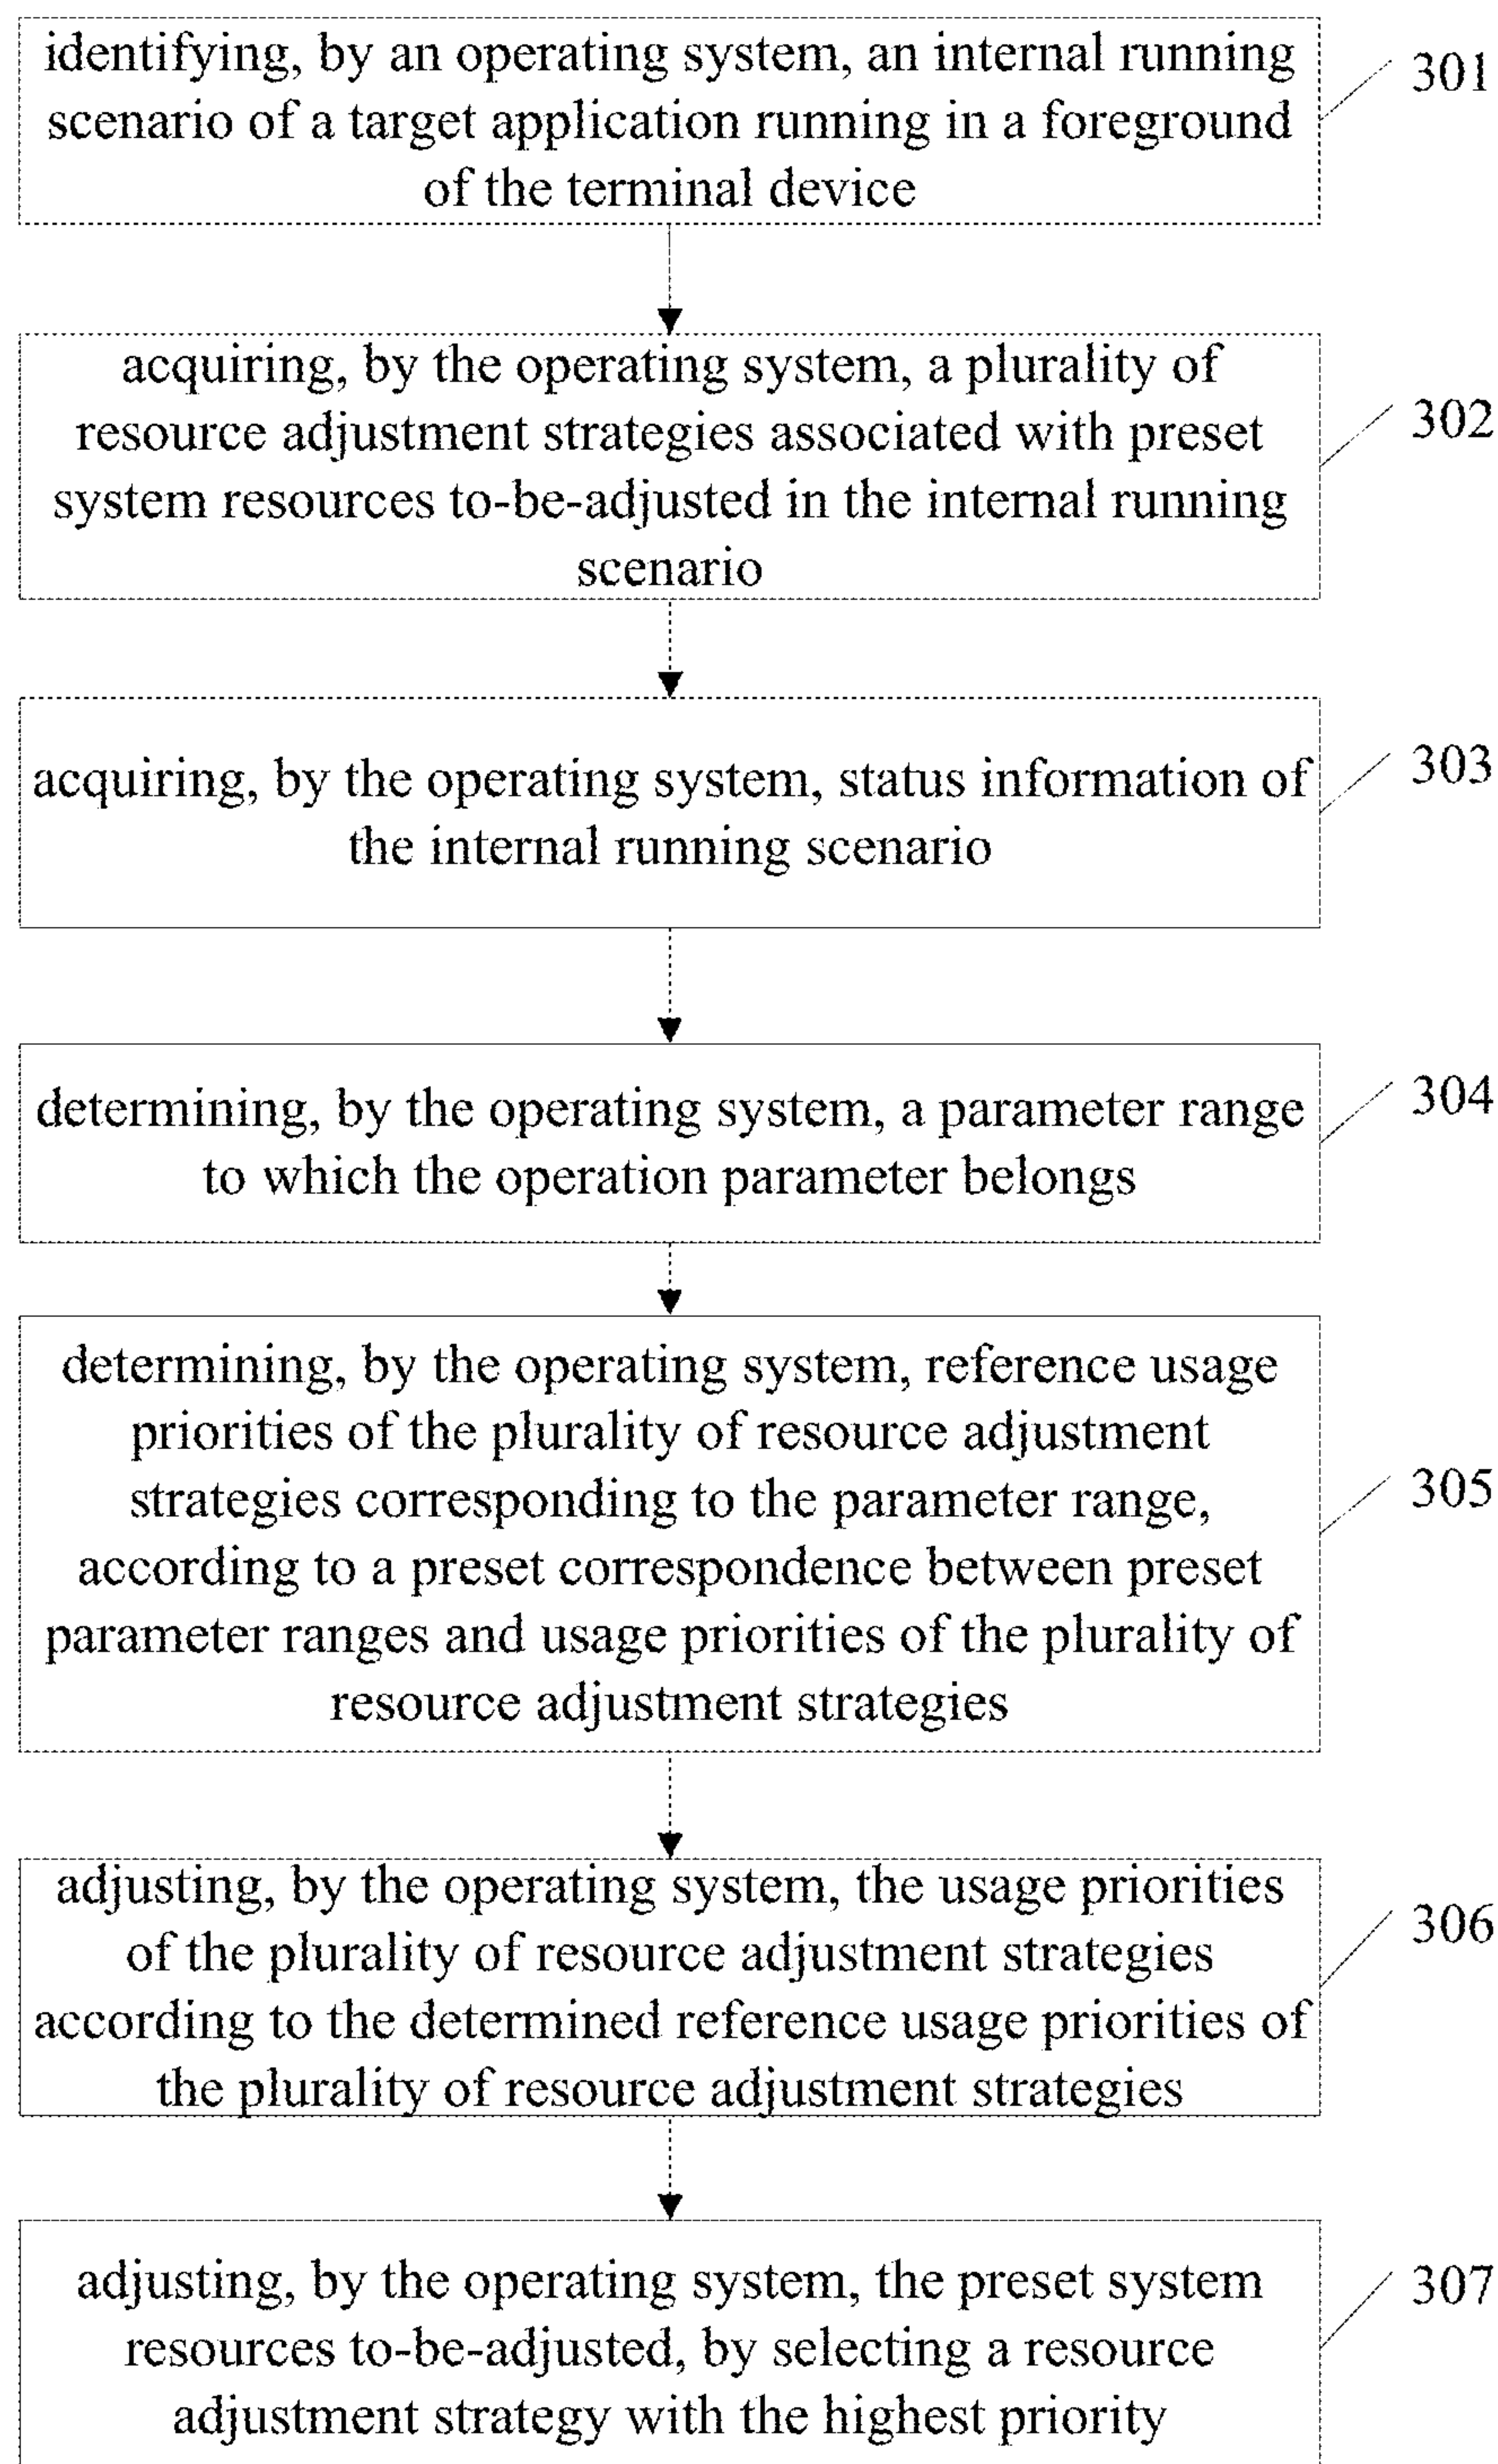 identifying, by an operating system, an internal running
scenario of a target application running in a foreground
of the terminal device
301
acquiring, by the operating system, a plurality of
resource adjustment strategies associated with preset
system resources to-be-adjusted in the internal running
scenario
302
acquiring, by the operating system, status information of
the internal running scenario
303
determining, by the operating system, a parameter range
to which the operation parameter belongs
304
determining, by the operating system, reference usage
priorities of the plurality of resource adjustment
strategies corresponding to the parameter range,
according to a preset correspondence between preset
parameter ranges and usage priorities of the plurality of
resource adjustment strategies
305
adjusting, by the operating system, the usage priorities
of the plurality of resource adjustment strategies
according to the determined reference usage priorities of
the plurality of resource adjustment strategies
306
adjusting, by the operating system, the preset system
resources to-be-adjusted, by selecting a resource
adjustment strategy with the highest priority
307